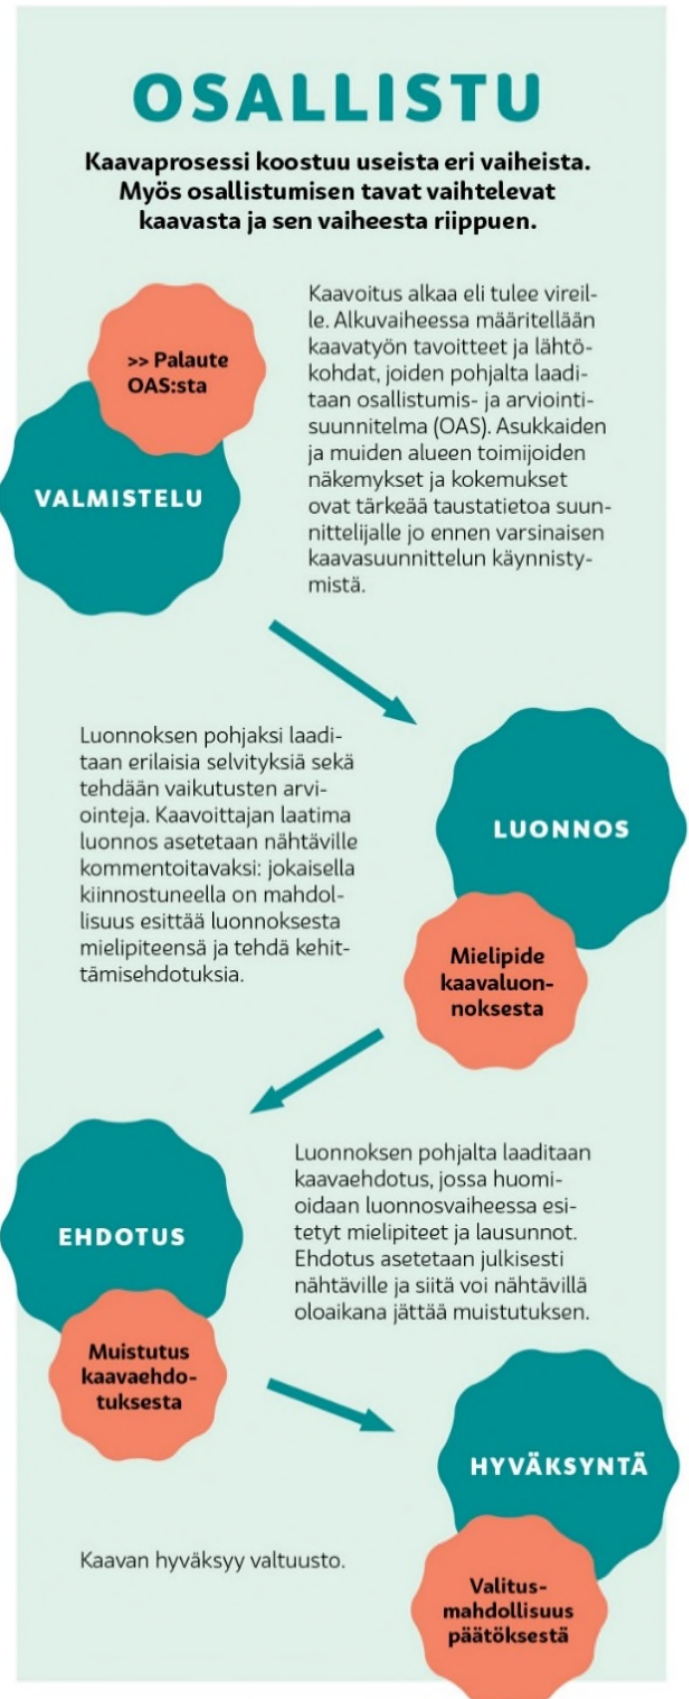 OSALLISTU
Kaavaprosessi koostuu useista eri vaiheista.
Myös osallistumisen tavat vaihtelevat
kaavasta ja sen vaiheesta riippuen.
>> Palaute
OAS:sta
VALMISTELU
Kaavoitus alkaa eli tulee vireil-
le. Alkuvaiheessa määritellään
kaavatyön tavoitteet ja lähtö-
kohdat, joiden pohjalta laadi-
taan osallistumis- ja arviointi-
suunnitelma (OAS). Asukkaiden
ja muiden alueen toimijoiden
näkemykset ja kokemukset
ovat tärkeää taustatietoa suun-
nittelijalle jo ennen varsinaisen
kaavasuunnittelun käynnisty-
mistä.
Luonnoksen pohjaksi laadi-
taan erilaisia selvityksiä sekä
tehdään vaikutusten arvi-
ointeja. Kaavoittajan laatima
luonnos asetetaan nähtäville
kommentoitavaksi: jokaisella
kiinnostuneella on mahdol-
lisuus esittää luonnoksesta
mielipiteensä ja tehdä kehit-
tämisehdotuksia.
LUONNOS
Mielipide
kaavaluon-
noksesta
EHDOTUS
Muistutus
kaavaehdo-
tuksesta
Luonnoksen pohjalta laaditaan
kaavaehdotus, jossa huomi-
oidaan luonnosvaiheessa esi-
tetyt mielipiteet ja lausunnot.
Ehdotus asetetaan julkisesti
nähtäville ja siitä voi nähtävillä
oloaikana jättää muistutuksen.
HYVÄKSYNTÄ
Kaavan hyväksyy valtuusto.
Valitus-
mahdollisuus
päätöksestä